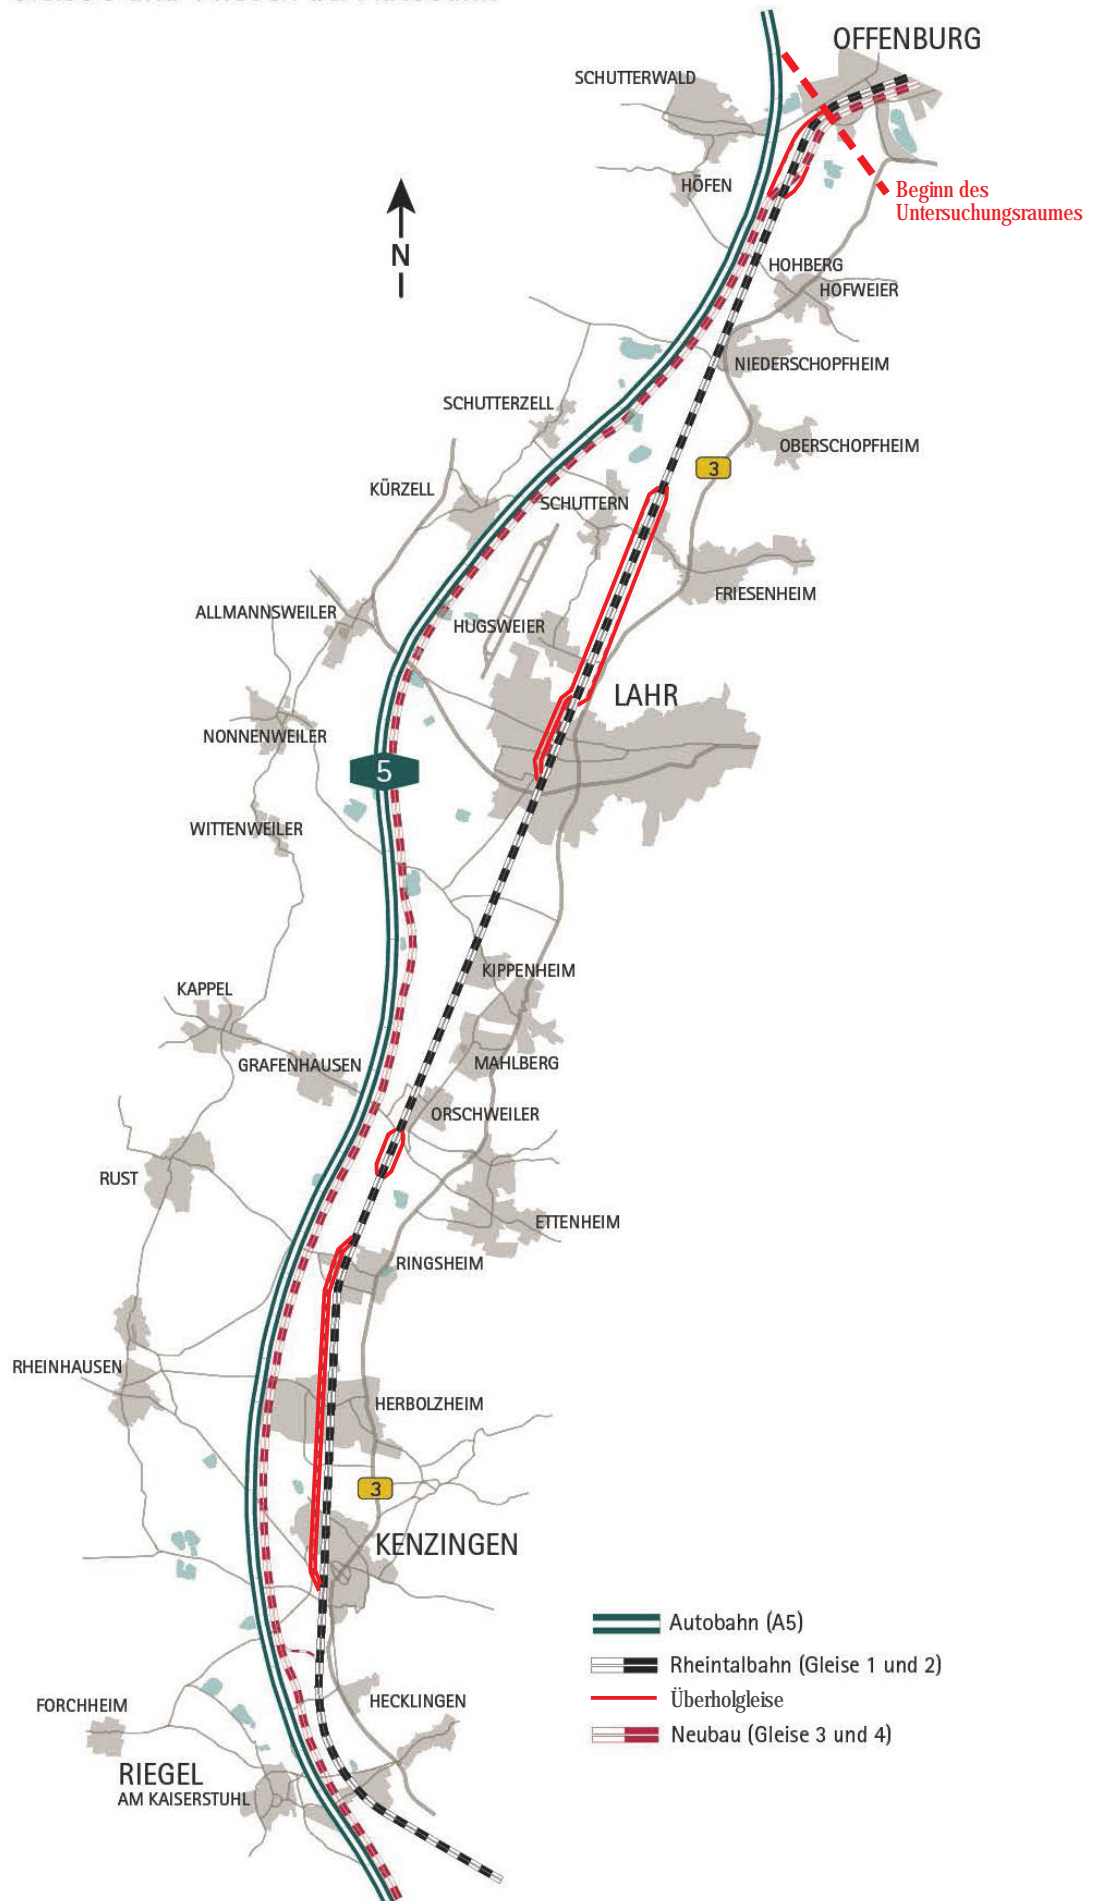 OFFENBURG
SCHUTTERWALD
HÖFEN
Beginn des
Untersuchungsraumes
N
HOHBERG
HOFWEIER
NIEDERSCHOPFHEIM
SCHUTTERZELL
OBERSCHOPFHEIM
3
KÜRZELL
SCHUTTERN
FRIESENHEIM
ALLMANNSWEILER
HUGSWEIER
LAHR
NONNENWEILER
5
WITTENWEILER
KIPPENHEIM
KAPPEL
MAHLBERG
GRAFENHAUSEN
ORSCHWEILER
RUST
ETTENHEIM
RINGSHEIM
RHEINHAUSEN
HERBOLZHEIM
3
KENZINGEN
Autobahn (A5)
Rheintalbahn (Gleise 1 und 2)
Überholgleise
Neubau (Gleise 3 und 4)
HECKLINGEN
FORCHHEIM
RIEGEL
AM KAISERSTUHL